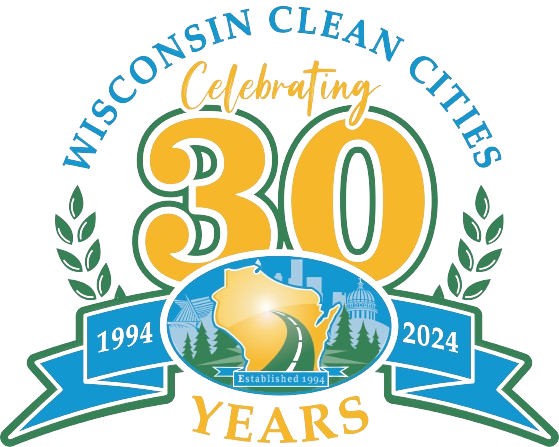 WISCONSIN CLEAN CITIES
Celebrating
30
1994
2024
Established 1994
YEARS